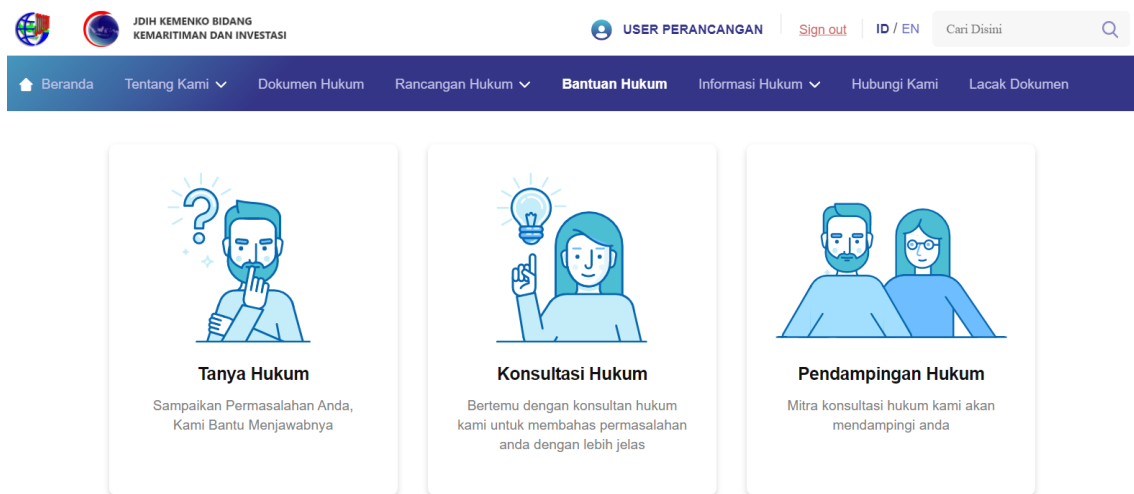 JDIH KEMENKO BIDANG
KEMARITIMAN DAN INVESTASI
USER PERANCANGAN
Sign out
ID / EN
Cari Disini
Beranda
Tentang Kami
Dokumen Hukum
Rancangan Hukum
Bantuan Hukum
Informasi Hukum
Hubungi Kami
Lacak Dokumen
Tanya Hukum
Sampaikan Permasalahan Anda,
Kami Bantu Menjawabnya
Konsultasi Hukum
Bertemu dengan konsultan hukum
kami untuk membahas permasalahan
anda dengan lebih jelas
Pendampingan Hukum
Mitra konsultasi hukum kami akan
mendampingi anda